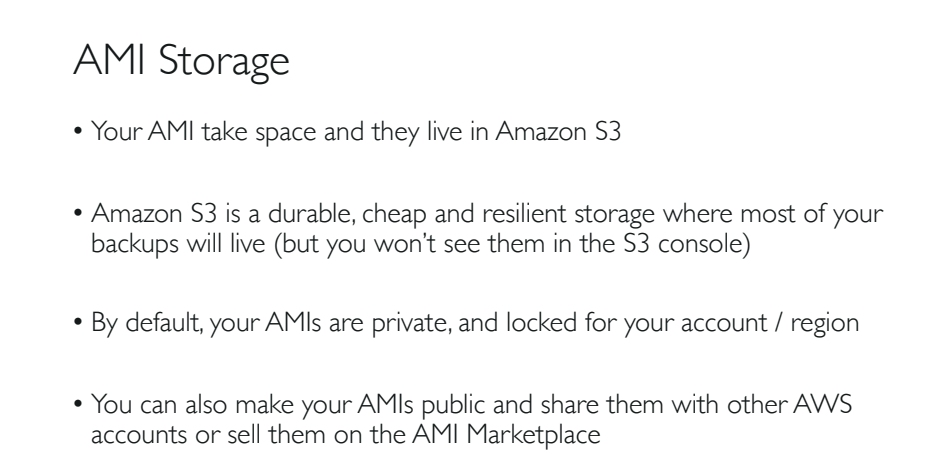 AMI Storage
• Your AMI take space and they live in Amazon S3
• Amazon S3 is a durable, cheap and resilient storage where most of your
backups will live (but you won't see them in the S3 console)
• By default, your AMIs are private, and locked for your account / region
• You can also make your AMIs public and share them with other AWS
accounts or sell them on the AMI Marketplace